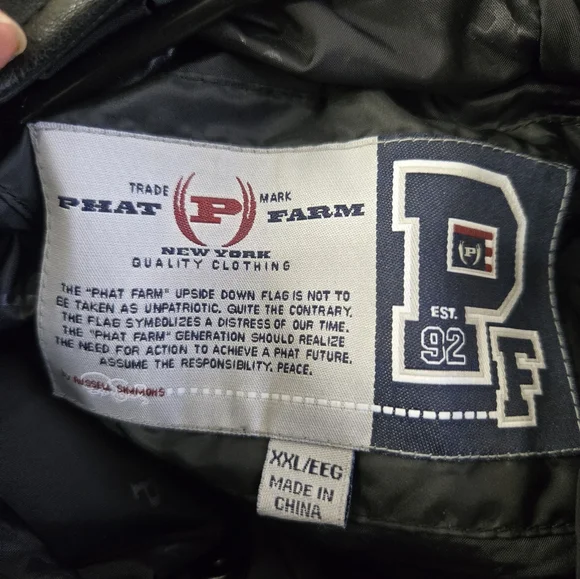 TRADE MARK
PHAT P FARM
NEW YORK
QUALITY CLOTHING
THE "PHAT FARM" UPSIDE DOWN FLAG IS NOT TO
BE TAKEN AS UNPATRIOTIC. QUITE THE CONTRARY.
THE FLAG SYMBOLIZES A DISTRESS OF OUR TIME.
THE "PHAT FARM" GENERATION SHOULD REALIZE
THE NEED FOR ACTION TO ACHIEVE A PHAT FUTURE.
ASSUME THE RESPONSIBILITY. PEACE.
BY RUSSELL SIMMONS
P
P
EST.
92
F
XXL/EEG
MADE IN
CHINA